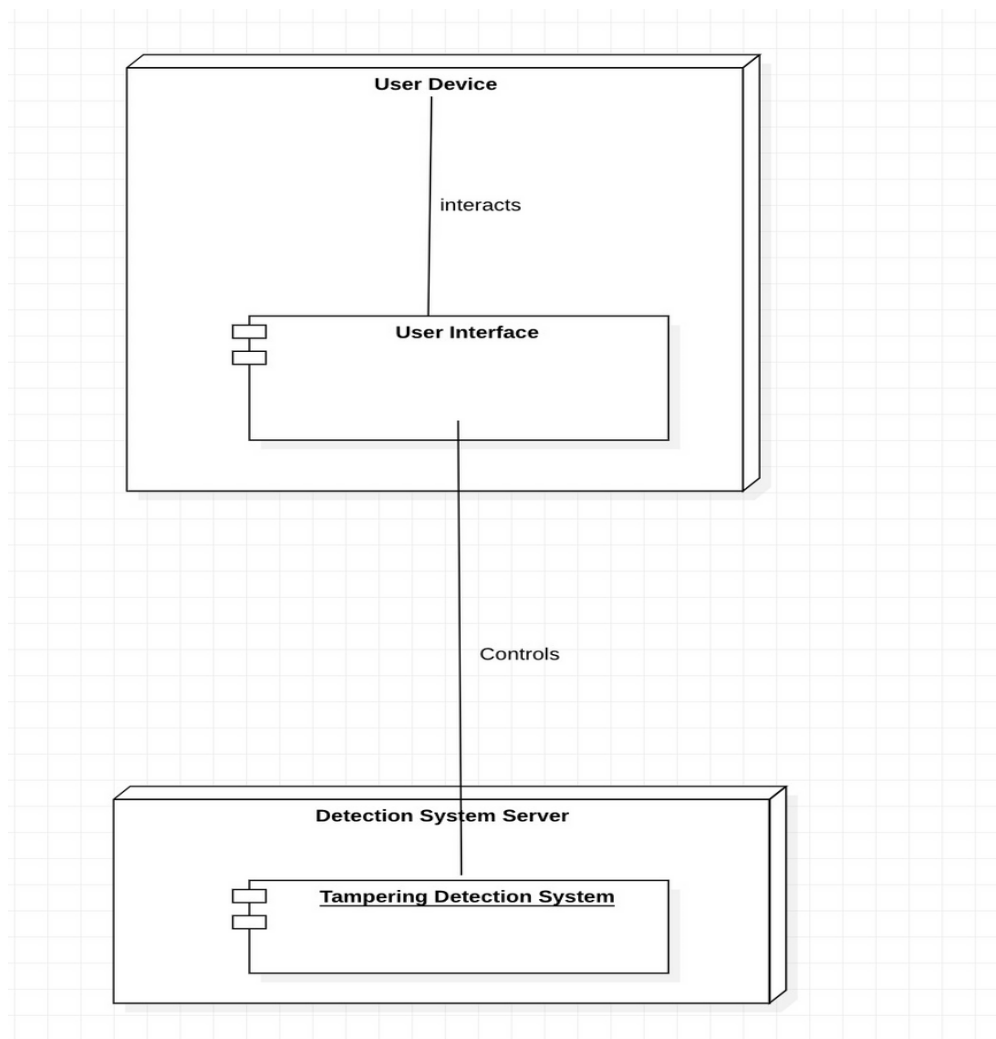 User Device
interacts
User Interface
Controls
Detection System Server
Tampering Detection System